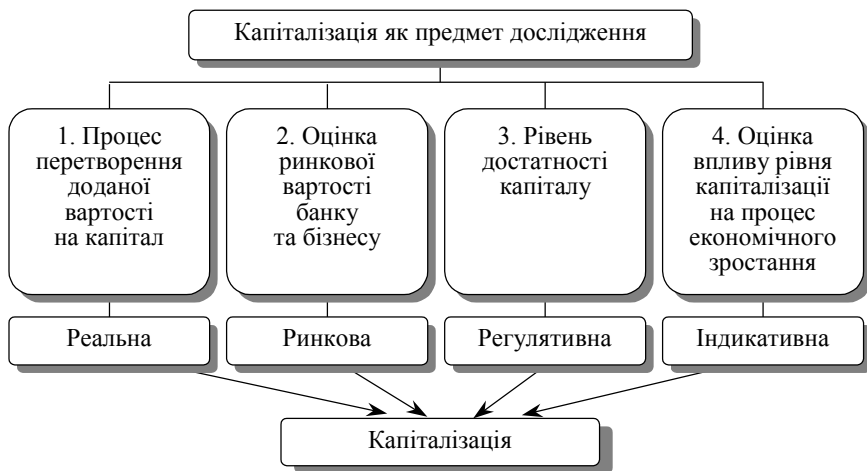 Капіталізація як предмет дослідження
1. Процес
перетворення
доданої
вартості
на капітал
2. Оцінка
ринкової
вартості
банку
та бізнесу
3. Рівень
достатності
капіталу
4. Оцінка
впливу рівня
капіталізації
на процес
економічного
зростання
Реальна
Ринкова
Регулятивна
Індикативна
Капіталізація